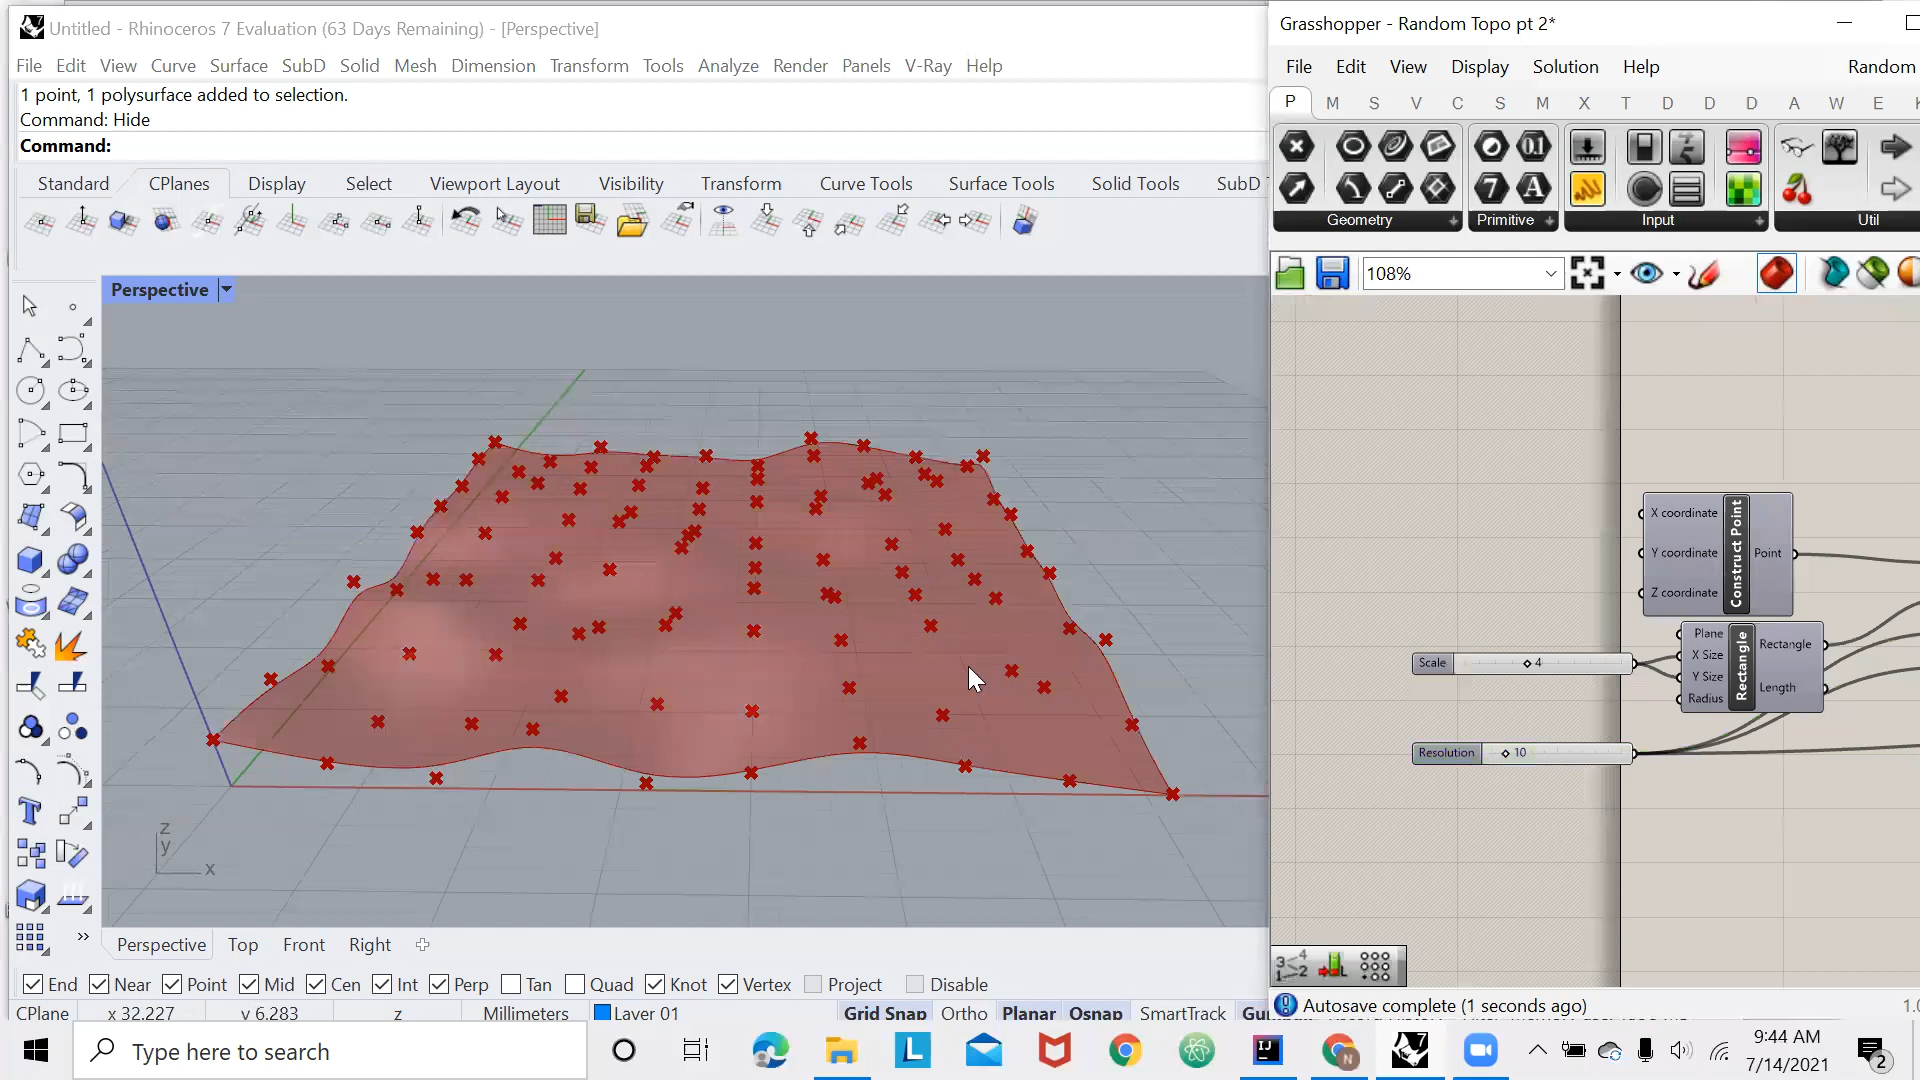 Untitled - Rhinoceros 7 Evaluation (63 Days Remaining) - [Perspective]
File Edit View Curve Surface SubD Solid Mesh Dimension Transform Tools Analyze Render Panels V-Ray Help
1 point, 1 polysurface added to selection.
Command: Hide
Command:
Standard CPlanes Display Select Viewport Layout Visibility Transform Curve Tools Surface Tools Solid Tools SubD T
Perspective
z
y
x
Perspective Top Front Right
End Near Point Mid Cen Int Perp Tan Quad Knot Vertex Project Disable
CPlane x 32.227 y 6.283 z Millimeters Layer 01 Grid Snap Ortho Planar Osnap SmartTrack
Grasshopper - Random Topo pt 2*
File Edit View Display Solution Help Random
P M S V C S M X T D D D A W E
Geometry Primitive Input Util
108%
X coordinate
Y coordinate
Z coordinate
Construct Point
Point
Plane
X Size
Y Size
Radius
Rectangle
Rectangle
Length
Scale 4
Resolution 10
Autosave complete (1 seconds ago)
1.0
Type here to search
9:44 AM
7/14/2021
2